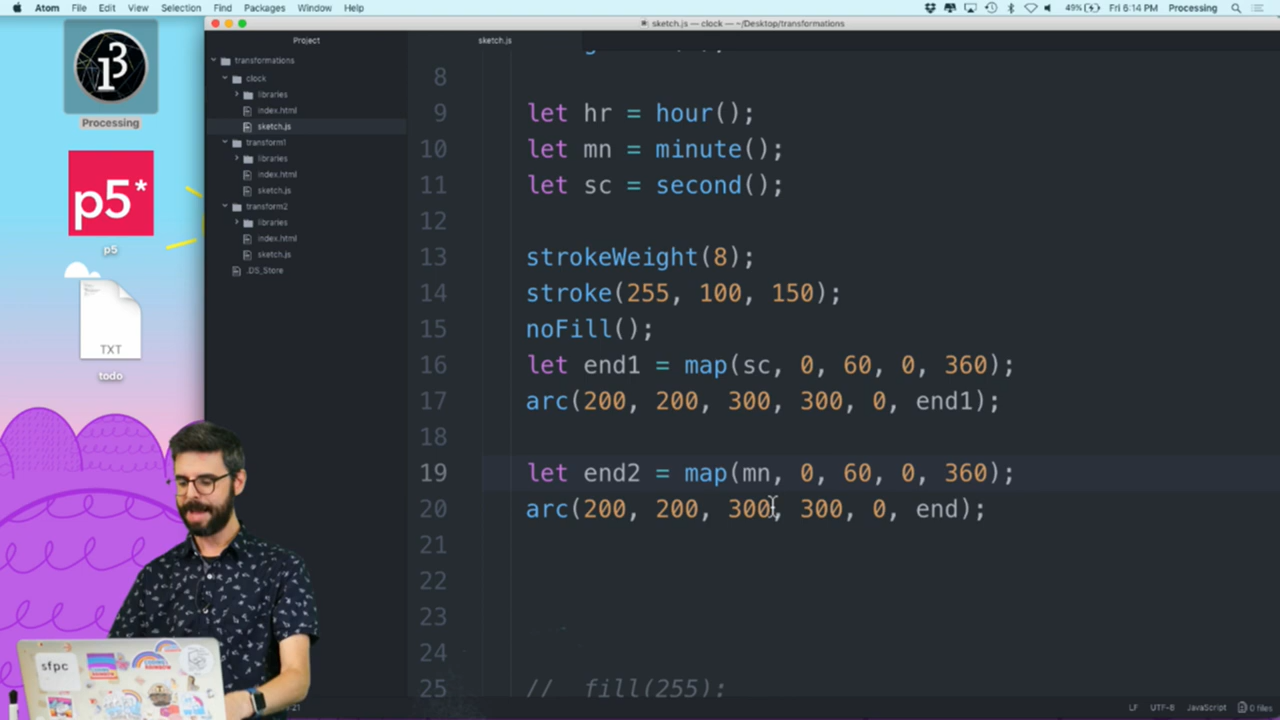 Atom File Edit View Selection Find Packages Window Help 49% Fri 6:14 PM Processing
sketch.js — clock — ~/Desktop/transformations
Project
sketch.js
transformations
clock
libraries
index.html
sketch.js
transform1
libraries
index.html
sketch.js
transform2
libraries
index.html
sketch.js
.DS_Store
Processing
p5*
p5
TXT
todo
sfpc
8
9 let hr = hour();
10 let mn = minute();
11 let sc = second();
12
13 strokeWeight(8);
14 stroke(255, 100, 150);
15 noFill();
16 let end1 = map(sc, 0, 60, 0, 360);
17 arc(200, 200, 300, 300, 0, end1);
18
19 let end2 = map(mn, 0, 60, 0, 360);
20 arc(200, 200, 300, 300, 0, end);
21
22
23
24
25 // fill(255);
LF UTF-8 JavaScript 0 files